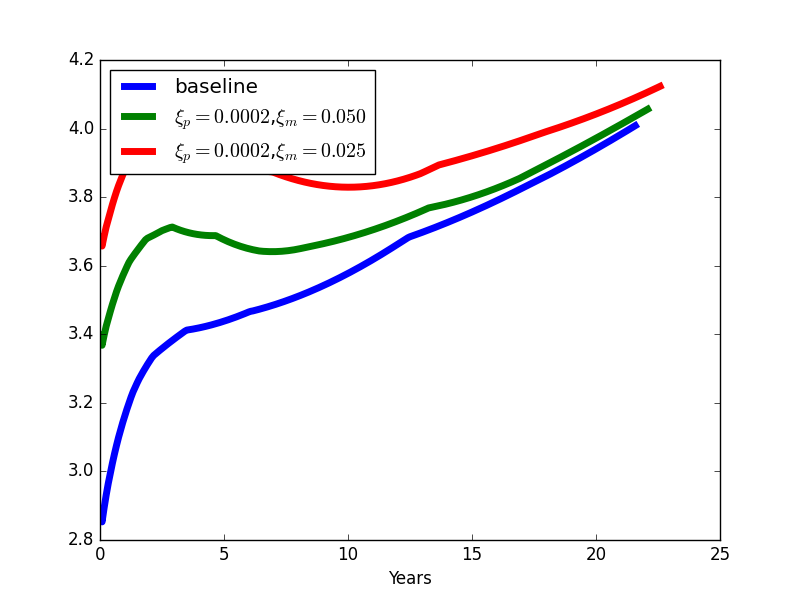 4.2
4.0
3.8
3.6
3.4
3.2
3.0
2.8
baseline
ξp = 0.0002,ξm = 0.050
ξp = 0.0002,ξm = 0.025
0 5 10 15 20 25
Years